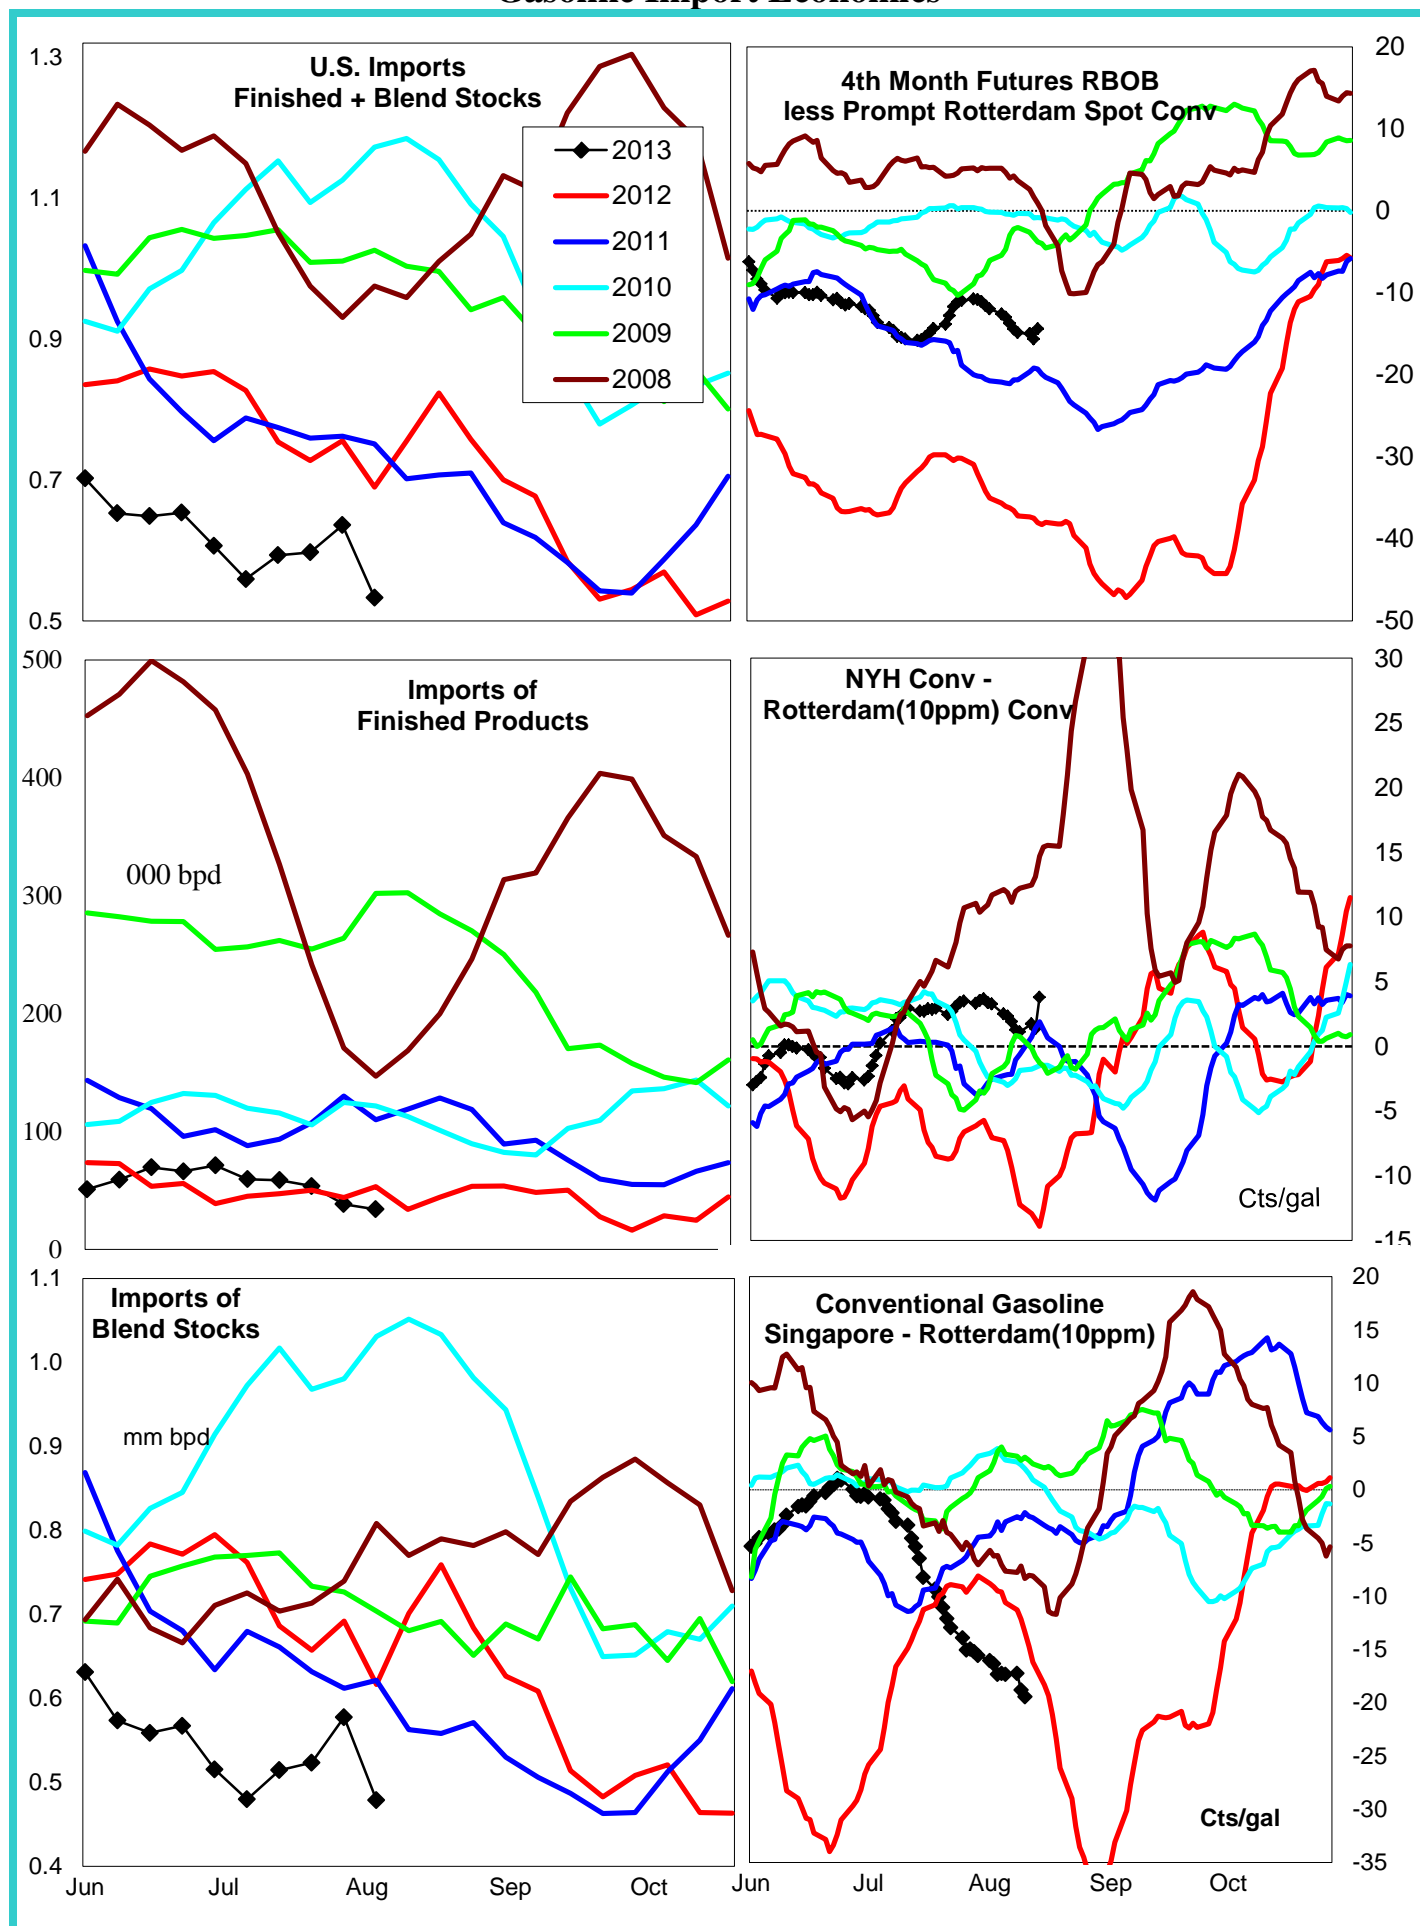 Gasoline Import Economics
U.S. Imports
Finished + Blend Stocks
1.3
1.1
0.9
0.7
0.5
2013
2012
2011
2010
2009
2008
4th Month Futures RBOB
less Prompt Rotterdam Spot Conv
20
10
0
-10
-20
-30
-40
-50
Imports of
Finished Products
000 bpd
500
400
300
200
100
0
NYH Conv -
Rotterdam(10ppm) Conv
30
25
20
15
10
5
0
-5
-10
-15
Cts/gal
Imports of
Blend Stocks
mm bpd
1.1
1.0
0.9
0.8
0.7
0.6
0.5
0.4
Jun Jul Aug Sep Oct
Conventional Gasoline
Singapore - Rotterdam(10ppm)
20
15
10
5
0
-5
-10
-15
-20
-25
-30
-35
Cts/gal
Jun Jul Aug Sep Oct